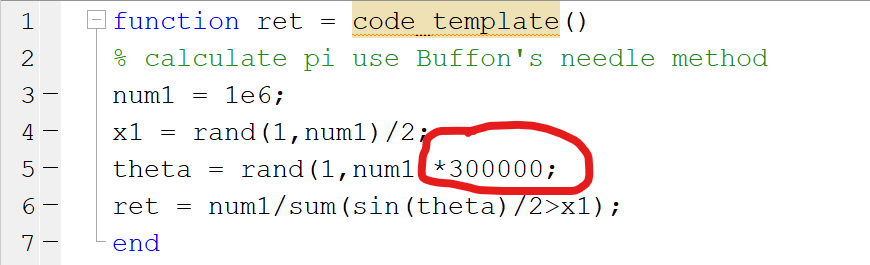 1 function ret = code_template()
2 % calculate pi use Buffon's needle method
3 num1 = 1e6;
4 x1 = rand(1,num1)/2;
5 theta = rand(1,num1 *300000;
6 ret = num1/sum(sin(theta)/2>x1);
7 end